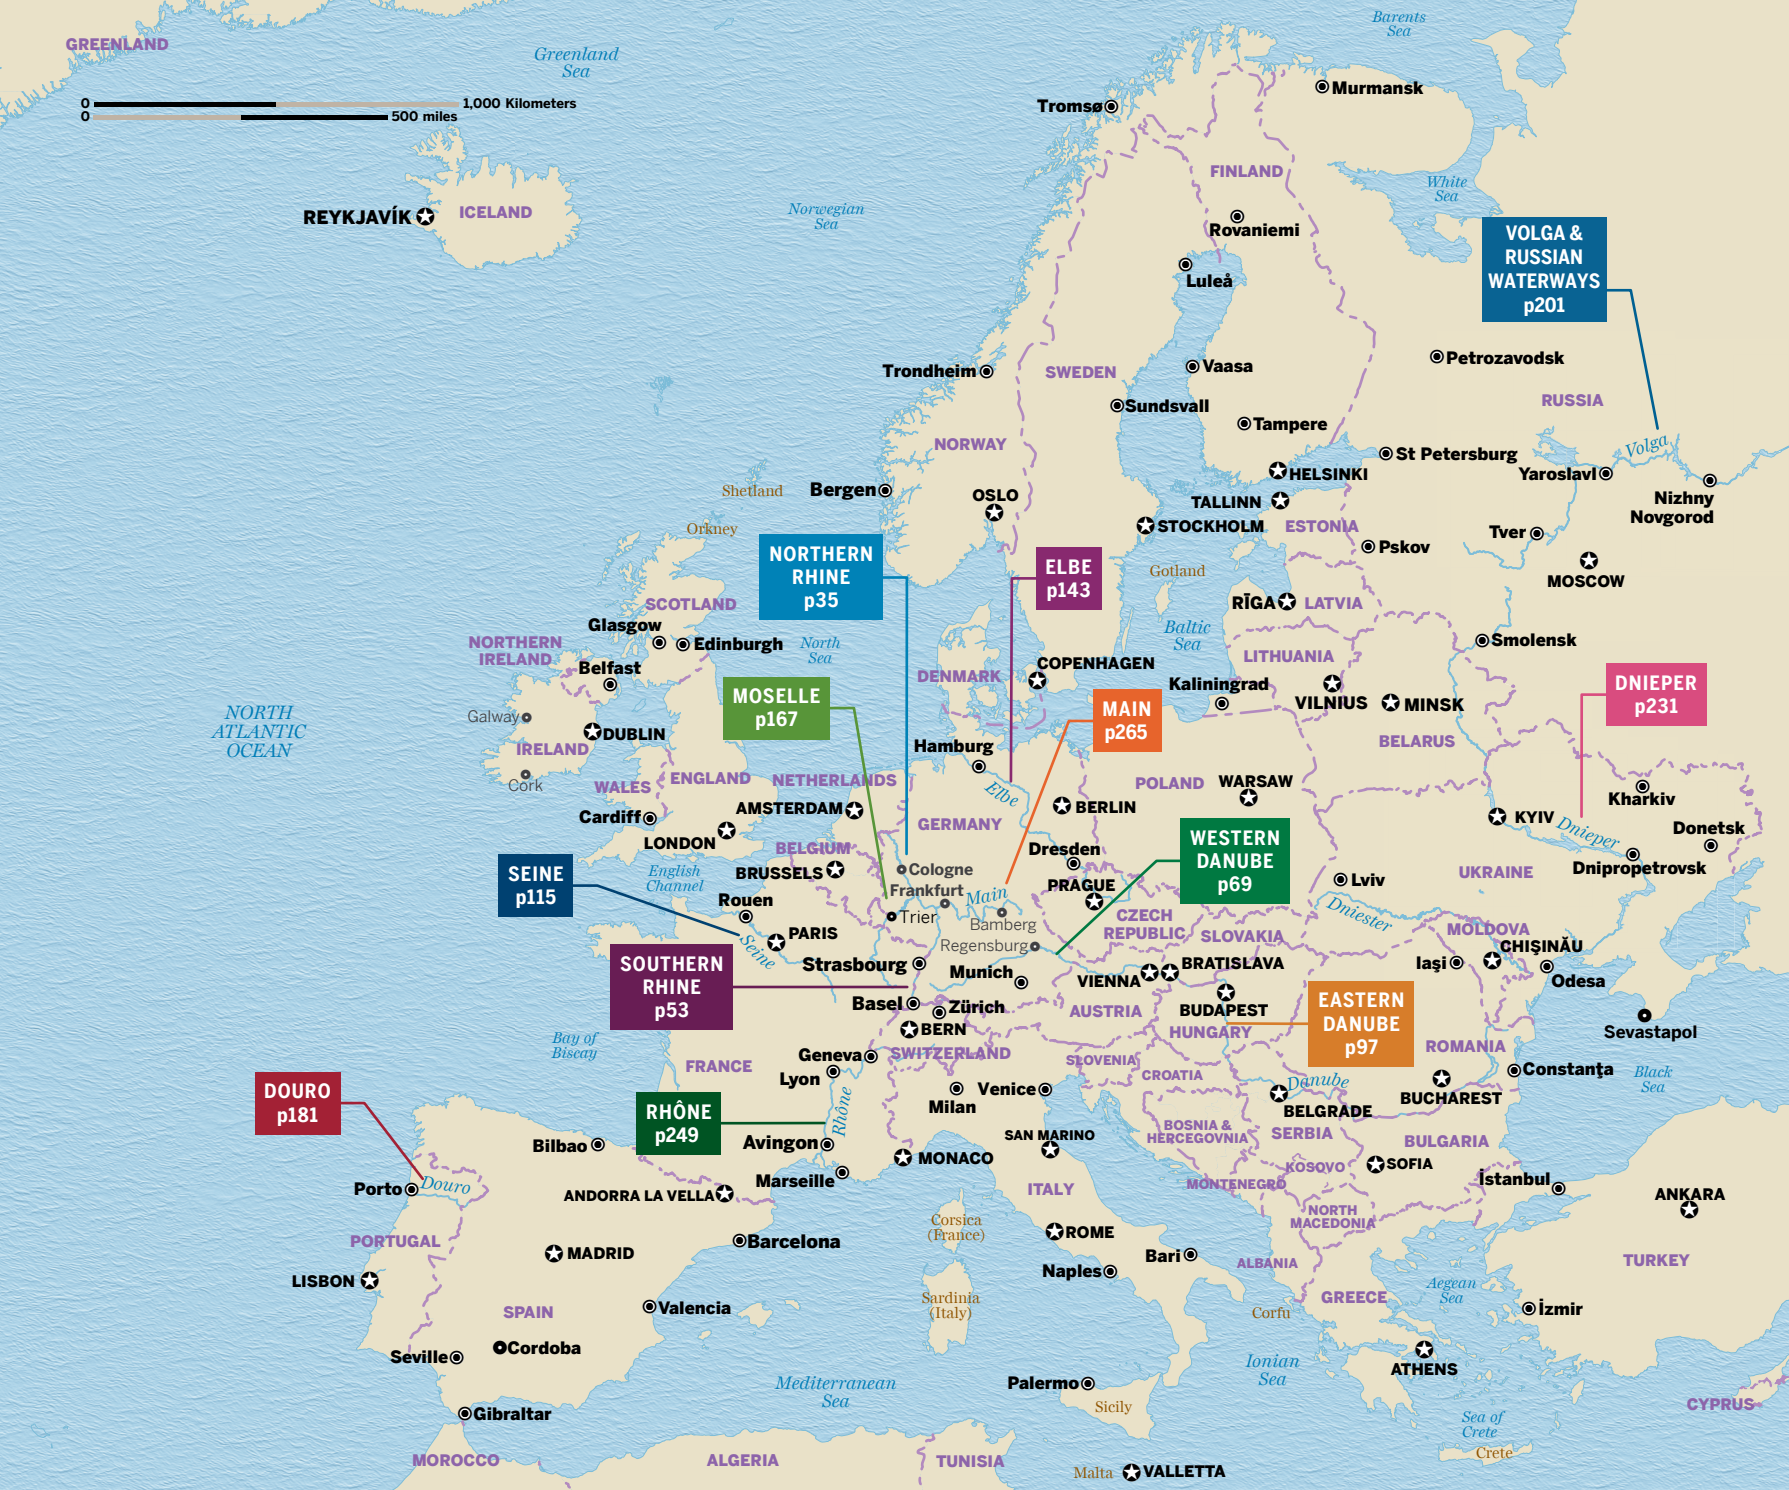 GREENLAND
Greenland
Sea
Barents
Sea
0
1,000 Kilometers
0
500 miles
Murmansk
Tromsø
FINLAND
White
Sea
REYKJAVÍK
ICELAND
Norwegian
Sea
Rovaniemi
Luleå
VOLGA &
RUSSIAN
WATERWAYS
p201
Petrozavodsk
Trondheim
SWEDEN
Vaasa
RUSSIA
Sundsvall
Tampere
NORWAY
St Petersburg
Volga
HELSINKI
Yaroslavl
Nizhny
Novgorod
Shetland
Bergen
OSLO
TALLINN
Orkney
STOCKHOLM
ESTONIA
Tver
Pskov
MOSCOW
NORTHERN
RHINE
p35
ELBE
p143
Gotland
SCOTLAND
RĪGA
LATVIA
Glasgow
Edinburgh
North
Sea
Baltic
Sea
Smolensk
NORTHERN
IRELAND
Belfast
DENMARK
COPENHAGEN
LITHUANIA
Kaliningrad
VILNIUS
MINSK
DNIEPER
p231
MOSELLE
p167
MAIN
p265
NORTH
ATLANTIC
OCEAN
Galway
DUBLIN
IRELAND
Hamburg
BELARUS
Cork
WALES
ENGLAND
NETHERLANDS
Elbe
POLAND
WARSAW
Kharkiv
AMSTERDAM
BERLIN
Cardiff
LONDON
GERMANY
KYIV
Dnieper
Donetsk
BELGIUM
Dresden
WESTERN
DANUBE
p69
Dnipropetrovsk
SEINE
p115
English
Channel
BRUSSELS
Cologne
Frankfurt
Main
PRAGUE
Lviv
UKRAINE
Rouen
Trier
Bamberg
CZECH
REPUBLIC
Dniester
PARIS
Seine
Regensburg
SLOVAKIA
MOLDOVA
CHIŞINĂU
SOUTHERN
RHINE
p53
Strasbourg
Munich
VIENNA
BRATISLAVA
Iaşi
Odesa
Basel
Zürich
AUSTRIA
BUDAPEST
HUNGARY
EASTERN
DANUBE
p97
BERN
Sevastapol
Bay of
Biscay
Geneva
SWITZERLAND
SLOVENIA
ROMANIA
FRANCE
Lyon
CROATIA
Constanţa
Black
Sea
DOURO
p181
RHÔNE
p249
Rhône
Milan
Venice
Danube
BELGRADE
BUCHAREST
Bilbao
Avingon
SAN MARINO
BOSNIA &
HERCEGOVNIA
SERBIA
BULGARIA
MONACO
KOSOVO
SOFIA
Porto
Douro
ANDORRA LA VELLA
Marseille
ITALY
MONTENEGRO
İstanbul
ANKARA
Corsica
(France)
NORTH
MACEDONIA
PORTUGAL
MADRID
Barcelona
ROME
Bari
ALBANIA
TURKEY
LISBON
Naples
Aegean
Sea
Sardinia
(Italy)
Corfu
GREECE
İzmir
SPAIN
Valencia
Cordoba
Seville
Ionian
Sea
ATHENS
Mediterranean
Sea
Palermo
Sicily
CYPRUS
Gibraltar
Sea of
Crete
Crete
MOROCCO
ALGERIA
TUNISIA
Malta
VALLETTA